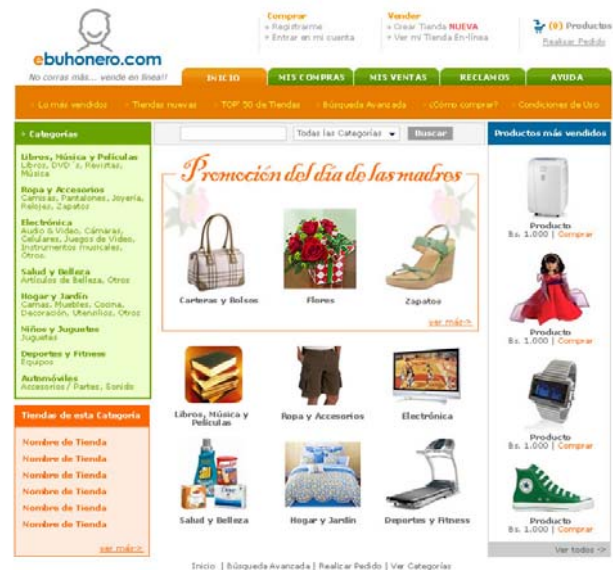 ebuhonero.com
No corras más... vende en línea!!
Comprar
» Registrarme
» Entrar en mi cuenta
Vender
» Crear Tienda NUEVA
» Ver mi Tienda En-línea
(0) Productos
Realizar Pedido
INICIO
MIS COMPRAS
MIS VENTAS
RECLAMOS
AYUDA
Lo más vendidos
Tiendas nuevas
TOP 50 de Tiendas
Búsqueda Avanzada
¿Cómo comprar?
Condiciones de Uso
» Categorías
Libros, Música y Películas
Libros, DVD´s, Revistas,
Música
Ropa y Accesorios
Camisas, Pantalones, Joyería,
Relojes, Zapatos
Electrónica
Audio & Video, Cámaras,
Celulares, Juegos de Video,
Instrumentos musicales,
Otros.
Salud y Belleza
Artículos de Belleza, Otros
Hogar y Jardín
Camas, Muebles, Cocina,
Decoración, Utensilios, Otros
Niños y Juguetes
Juguetes
Deportes y Fitness
Equipos
Automóviles
Accesorios / Partes, Sonido
Tiendas de esta Categoría
Nombre de Tienda
Nombre de Tienda
Nombre de Tienda
Nombre de Tienda
Nombre de Tienda
Nombre de Tienda
ver más->
Todas las Categorías
Buscar
Promoción del día de las madres
Carteras y Bolsos
Flores
Zapatos
ver más->
Libros, Música y
Películas
Ropa y Accesorios
Electrónica
Salud y Belleza
Hogar y Jardín
Deportes y Fitness
Productos más vendidos
Producto
Bs. 1.000 | Comprar
Producto
Bs. 1.000 | Comprar
Producto
Bs. 1.000 | Comprar
Producto
Bs. 1.000 | Comprar
Ver todos ->
Inicio | Búsqueda Avanzada | Realizar Pedido | Ver Categorías